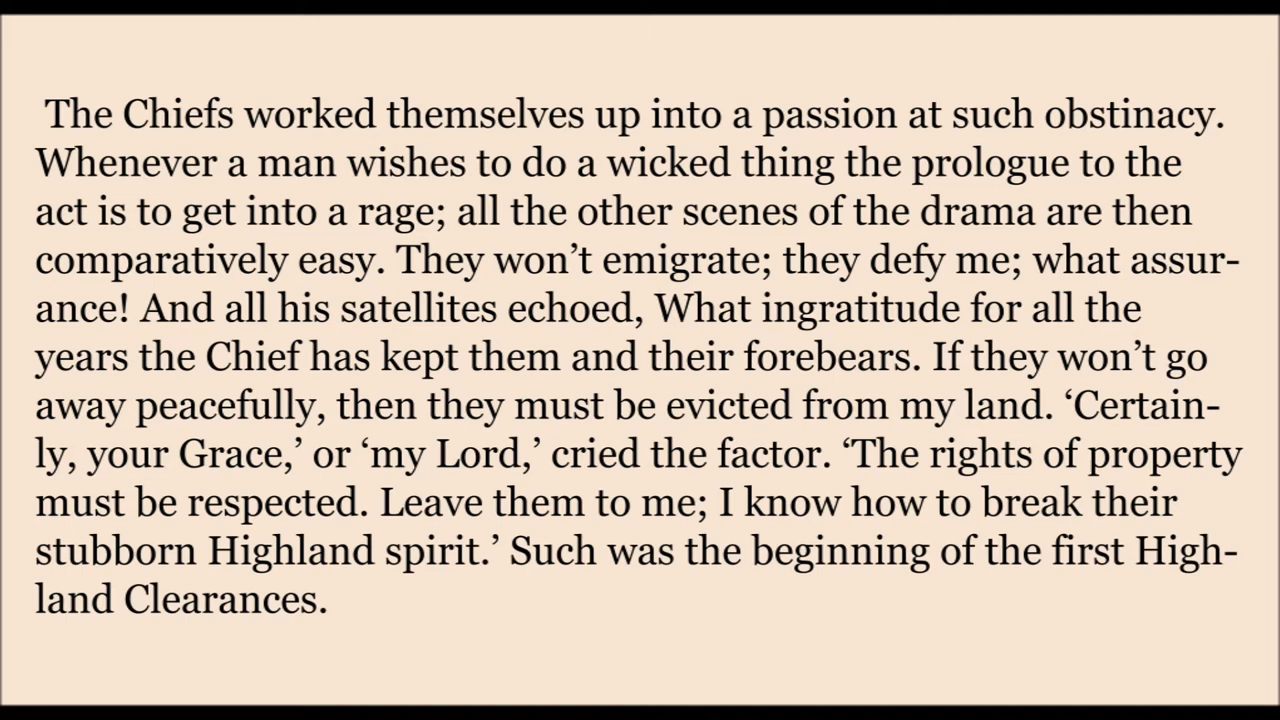 The Chiefs worked themselves up into a passion at such obstinacy.
Whenever a man wishes to do a wicked thing the prologue to the
act is to get into a rage; all the other scenes of the drama are then
comparatively easy. They won’t emigrate; they defy me; what assur-
ance! And all his satellites echoed, What ingratitude for all the
years the Chief has kept them and their forebears. If they won’t go
away peacefully, then they must be evicted from my land. ‘Certain-
ly, your Grace,’ or ‘my Lord,’ cried the factor. ‘The rights of property
must be respected. Leave them to me; I know how to break their
stubborn Highland spirit.’ Such was the beginning of the first High-
land Clearances.